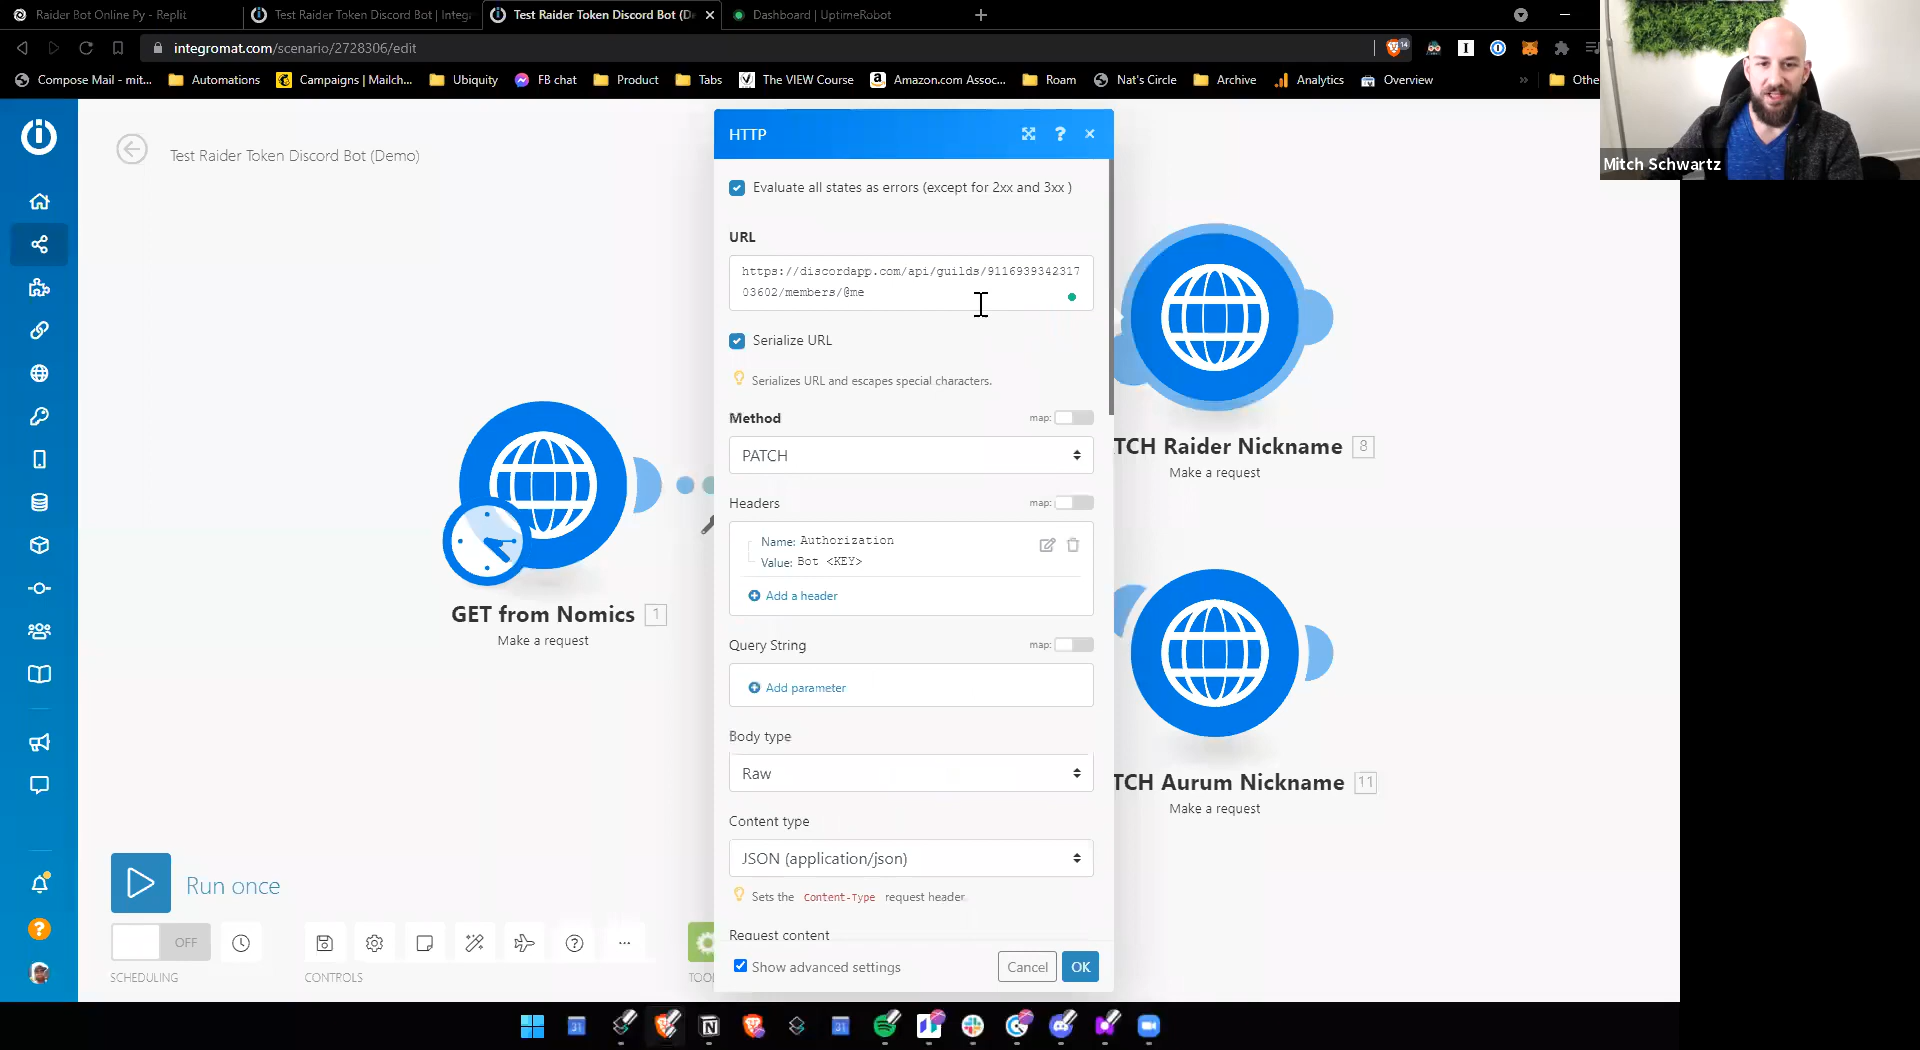 Raider Bot Online Py - Replit
Test Raider Token Discord Bot | Integ
Test Raider Token Discord Bot (D
Dashboard | UptimeRobot
integromat.com/scenario/2728306/edit
14
Compose Mail - mit...
Automations
Campaigns | Mailch...
Ubiquity
FB chat
Product
Tabs
The VIEW Course
Amazon.com Assoc...
Roam
Nat's Circle
Archive
Analytics
Overview
»
Othe
Mitch Schwartz
Test Raider Token Discord Bot (Demo)
HTTP
?
Evaluate all states as errors (except for 2xx and 3xx )
URL
https://discordapp.com/api/guilds/9116939342317
03602/members/@me
Serialize URL
Serializes URL and escapes special characters.
Method
map:
PATCH
Headers
map:
Name: Authorization
Value: Bot <KEY>
Add a header
Query String
map:
Add parameter
Body type
Raw
Content type
JSON (application/json)
Sets the Content-Type request header.
Request content
Show advanced settings
Cancel
OK
GET from Nomics 1
Make a request
TCH Raider Nickname 8
Make a request
TCH Aurum Nickname 11
Make a request
Run once
OFF
SCHEDULING
CONTROLS
TOO
31
31